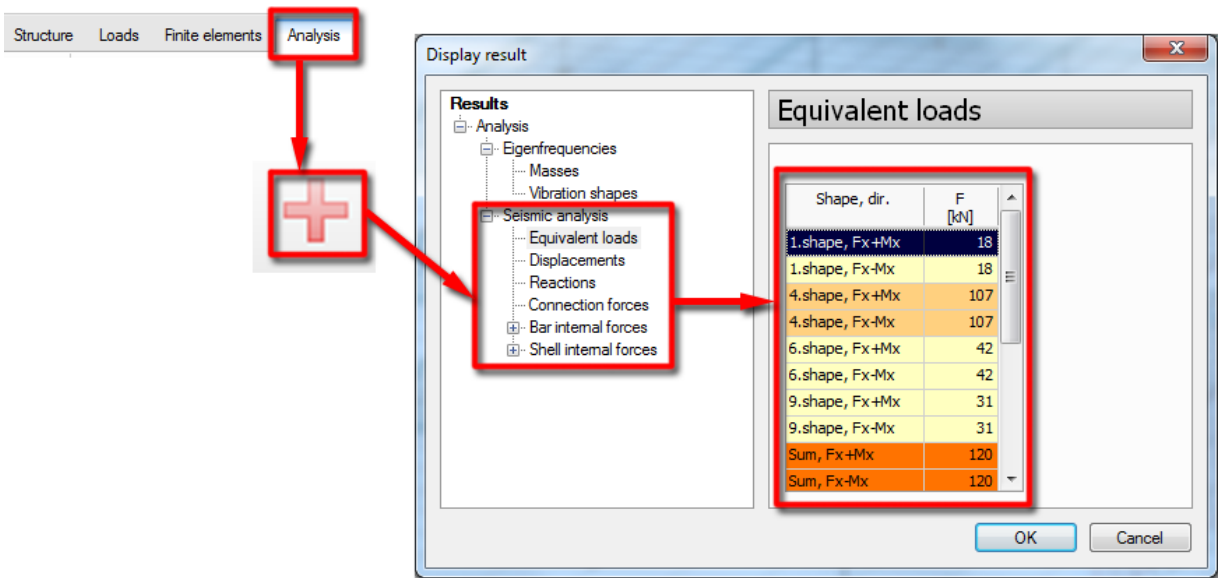 Structure Loads Finite elements Analysis
Display result
Results
Analysis
Eigenfrequencies
Masses
Vibration shapes
Seismic analysis
Equivalent loads
Displacements
Reactions
Connection forces
Bar internal forces
Shell internal forces
Equivalent loads
Shape, dir. F
[kN]
1.shape, Fx+Mx 18
1.shape, Fx-Mx 18
4.shape, Fx+Mx 107
4.shape, Fx-Mx 107
6.shape, Fx+Mx 42
6.shape, Fx-Mx 42
9.shape, Fx+Mx 31
9.shape, Fx-Mx 31
Sum, Fx+Mx 120
Sum, Fx-Mx 120
OK Cancel